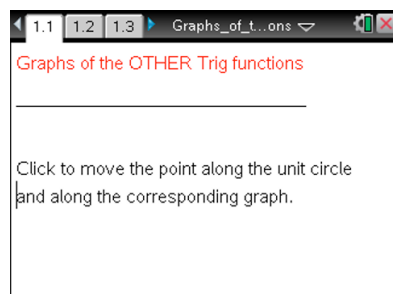 1.1 1.2 1.3 Graphs_of_t...ons
Graphs of the OTHER Trig functions
Click to move the point along the unit circle
and along the corresponding graph.